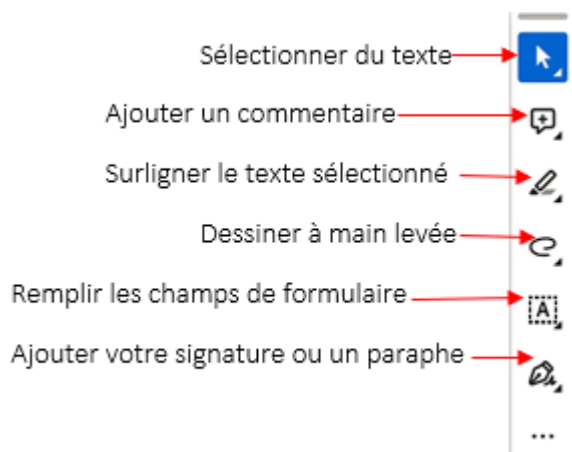 Sélectionner du texte
Ajouter un commentaire
Surligner le texte sélectionné
Dessiner à main levée
Remplir les champs de formulaire
A
Ajouter votre signature ou un paraphe